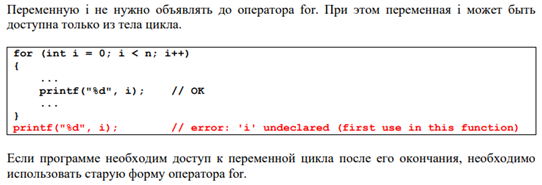 Переменную i не нужно объявлять до оператора for. При этом переменная i может быть
доступна только из тела цикла.
for (int i = 0; i < n; i++)
{
    ...
    printf("%d", i);    // OK
    ...
}
printf("%d", i);        // error: 'i' undeclared (first use in this function)
Если программе необходим доступ к переменной цикла после его окончания, необходимо
использовать старую форму оператора for.